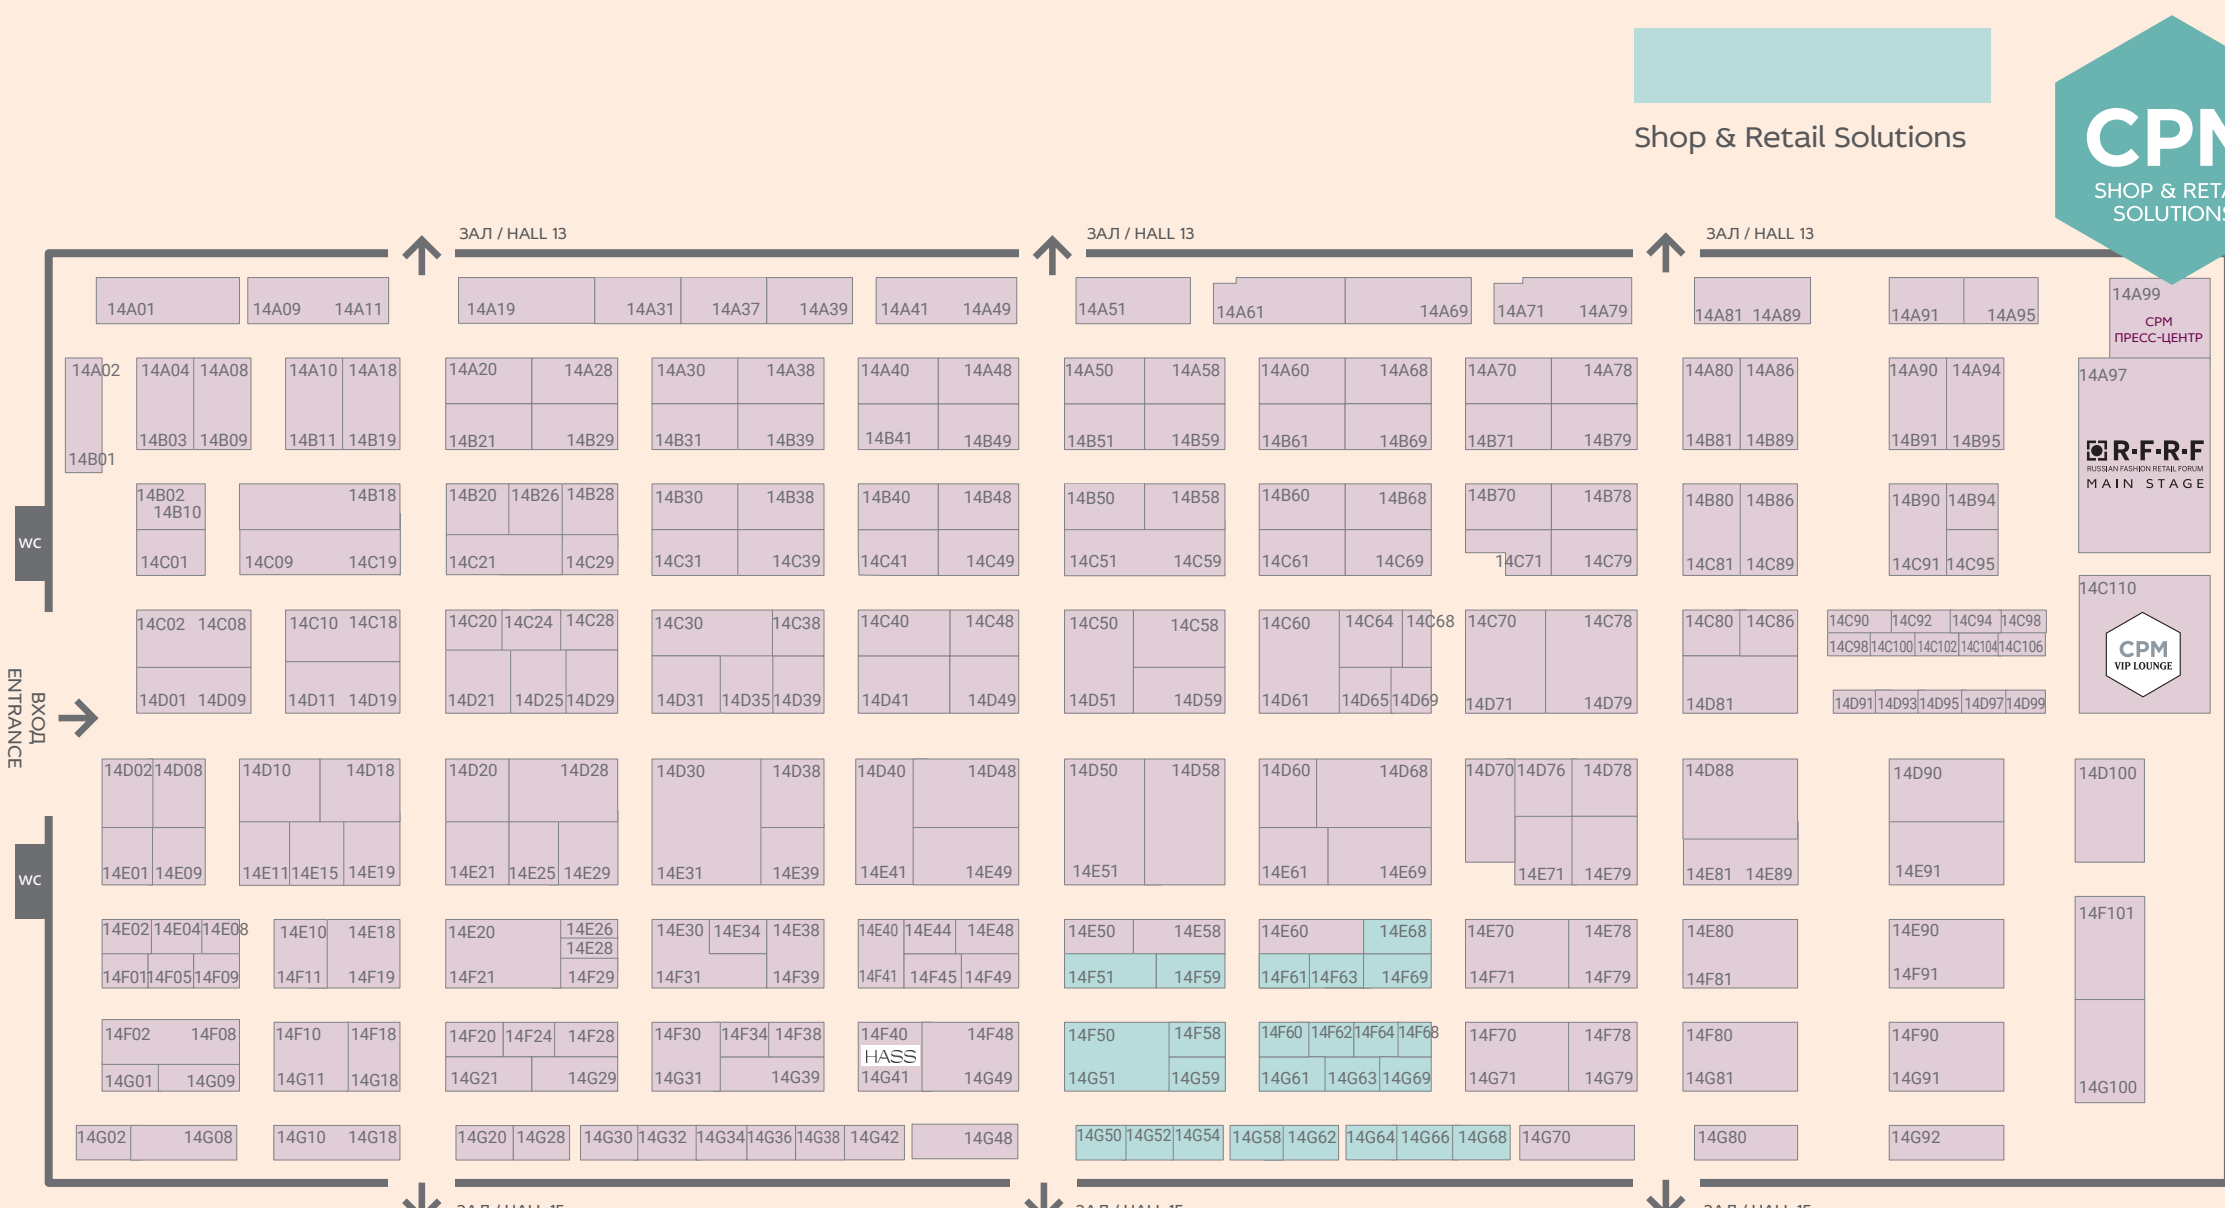 Shop & Retail Solutions
SHOP & RETA
ЗАЛ / HALL 13
ЗАЛ / HALL 13
ЗАЛ / HALL 13
14A01
14A09 14A11
14A19 14A31 14A37 14A39
14A41 14A49
14A51
14A61 14A69
14A71 14A79
14A81 14A89
14A91 14A95
14A99
CPM
ПРЕСС-ЦЕНТР
14A02 14A04 14A08 14A10 14A18 14A20 14A28 14A30 14A38 14A40 14A48 14A50 14A58 14A60 14A68 14A70 14A78 14A80 14A86 14A90 14A94 14A97
14B01 14B03 14B09 14B11 14B19 14B21 14B29 14B31 14B39 14B41 14B49 14B51 14B59 14B61 14B69 14B71 14B79 14B81 14B89 14B91 14B95
R·F·R·F
RUSSIAN FASHION RETAIL FORUM
MAIN STAGE
14B02
14B10
14B18 14B20 14B26 14B28 14B30 14B38 14B40 14B48 14B50 14B58 14B60 14B68 14B70 14B78 14B80 14B86 14B90 14B94
WC
14C01 14C09 14C19 14C21 14C29 14C31 14C39 14C41 14C49 14C51 14C59 14C61 14C69 14C71 14C79 14C81 14C89 14C91 14C95
14C110
CPM
VIP LOUNGE
14C02 14C08 14C10 14C18 14C20 14C24 14C28 14C30 14C38 14C40 14C48 14C50 14C58 14C60 14C64 14C68 14C70 14C78 14C80 14C86 14C90 14C92 14C94 14C98
14C98 14C100 14C102 14C104 14C106
14D01 14D09 14D11 14D19 14D21 14D25 14D29 14D31 14D35 14D39 14D41 14D49 14D51 14D59 14D61 14D65 14D69 14D71 14D79 14D81 14D91 14D93 14D95 14D97 14D99
ВХОД
ENTRANCE
14D02 14D08 14D10 14D18 14D20 14D28 14D30 14D38 14D40 14D48 14D50 14D58 14D60 14D68 14D70 14D76 14D78 14D88 14D90 14D100
WC
14E01 14E09 14E11 14E15 14E19 14E21 14E25 14E29 14E31 14E39 14E41 14E49 14E51 14E61 14E69 14E71 14E79 14E81 14E89 14E91
14E02 14E04 14E08 14E10 14E18 14E20 14E26 14E28 14E30 14E34 14E38 14E40 14E44 14E48 14E50 14E58 14E60 14E68 14E70 14E78 14E80 14E90 14F101
14F01 14F05 14F09 14F11 14F19 14F21 14F29 14F31 14F39 14F41 14F45 14F49 14F51 14F59 14F61 14F63 14F69 14F71 14F79 14F81 14F91
14F02 14F08 14F10 14F18 14F20 14F24 14F28 14F30 14F34 14F38 14F40 14F48 14F50 14F58 14F60 14F62 14F64 14F68 14F70 14F78 14F80 14F90
HASS
14G01 14G09 14G11 14G18 14G21 14G29 14G31 14G39 14G41 14G49 14G51 14G59 14G61 14G63 14G69 14G71 14G79 14G81 14G91 14G100
14G02 14G08 14G10 14G18 14G20 14G28 14G30 14G32 14G34 14G36 14G38 14G42 14G48 14G50 14G52 14G54 14G58 14G62 14G64 14G66 14G68 14G70 14G80 14G92